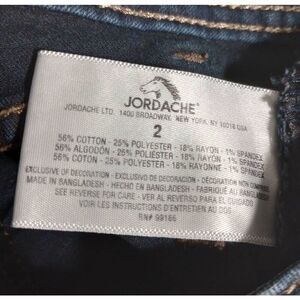 JORDACHE
JORDACHE LTD. 1400 BROADWAY, NEW YORK, NY 10018 USA
2
56% COTTON - 25% POLYESTER - 18% RAYON - 1% SPANDEX
56% ALGODÓN - 25% POLIÉSTER - 18% RAYÓN - 1% SPANDEX
56% COTON - 25% POLYESTER - 18% RAYONNE - 1% SPANDEX
EXCLUSIVE OF DECORATION - EXCLUSIVO DE DECORACIÓN - DÉCORATION NON COMPRISE
MADE IN BANGLADESH - HECHO EN BANGLADESH - FABRIQUÉ AU BANGLADESH
SEE REVERSE FOR CARE - VER AL REVERSO PARA EL CUIDADO
VOIR LES INSTRUCTIONS D'ENTRETIEN AU DOS
RN# 99166